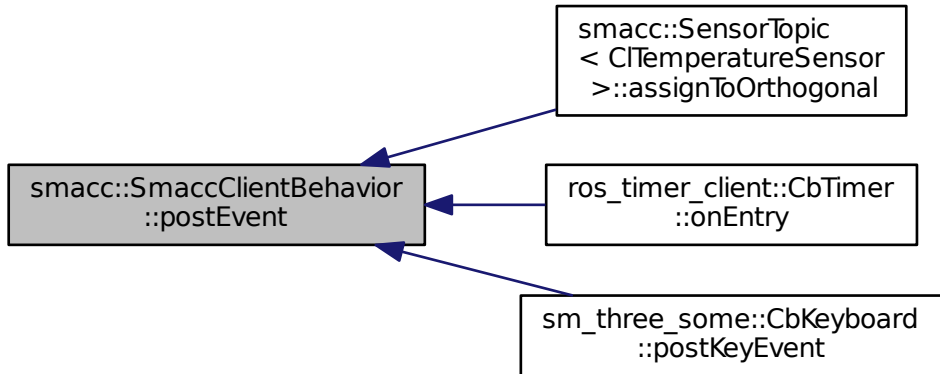 smacc::SensorTopic
< ClTemperatureSensor
>::assignToOrthogonal
smacc::SmaccClientBehavior
::postEvent
ros_timer_client::CbTimer
::onEntry
sm_three_some::CbKeyboard
::postKeyEvent